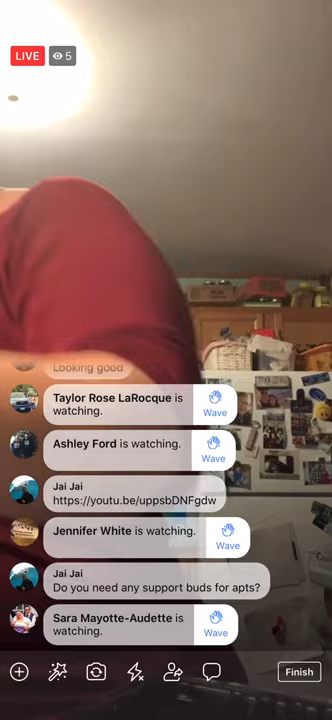 LIVE 5
Looking good
Taylor Rose LaRocque is
watching.
Wave
Ashley Ford is watching.
Wave
Jai Jai
https://youtu.be/uppsbDNFgdw
Jennifer White is watching.
Wave
Jai Jai
Do you need any support buds for apts?
Sara Mayotte-Audette is
watching.
Wave
Finish